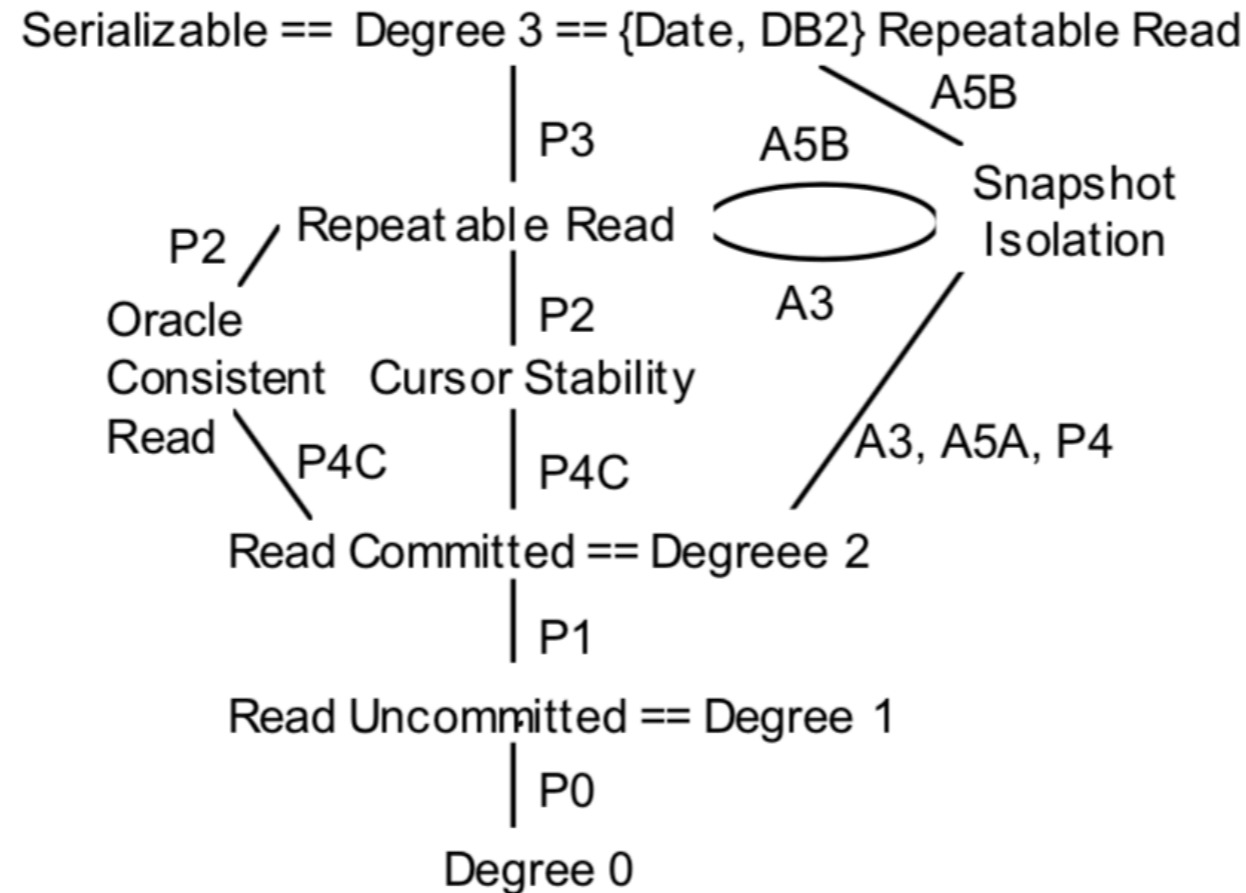 Serializable == Degree 3 == {Date, DB2} Repeatable Read
A5B
P3
A5B
Snapshot
Isolation
Repeatable Read
P2
A3
P2
Oracle
Consistent
Read
Cursor Stability
P4C
P4C
A3, A5A, P4
Read Committed == Degreee 2
P1
Read Uncommitted == Degree 1
P0
Degree 0